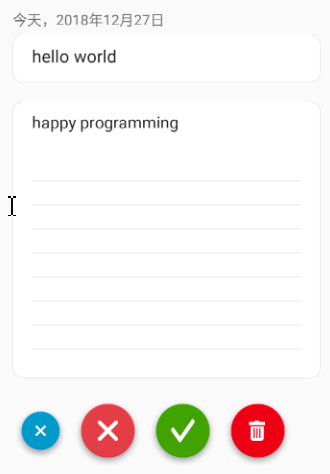 今天，2018年12月27日
hello world
happy programming